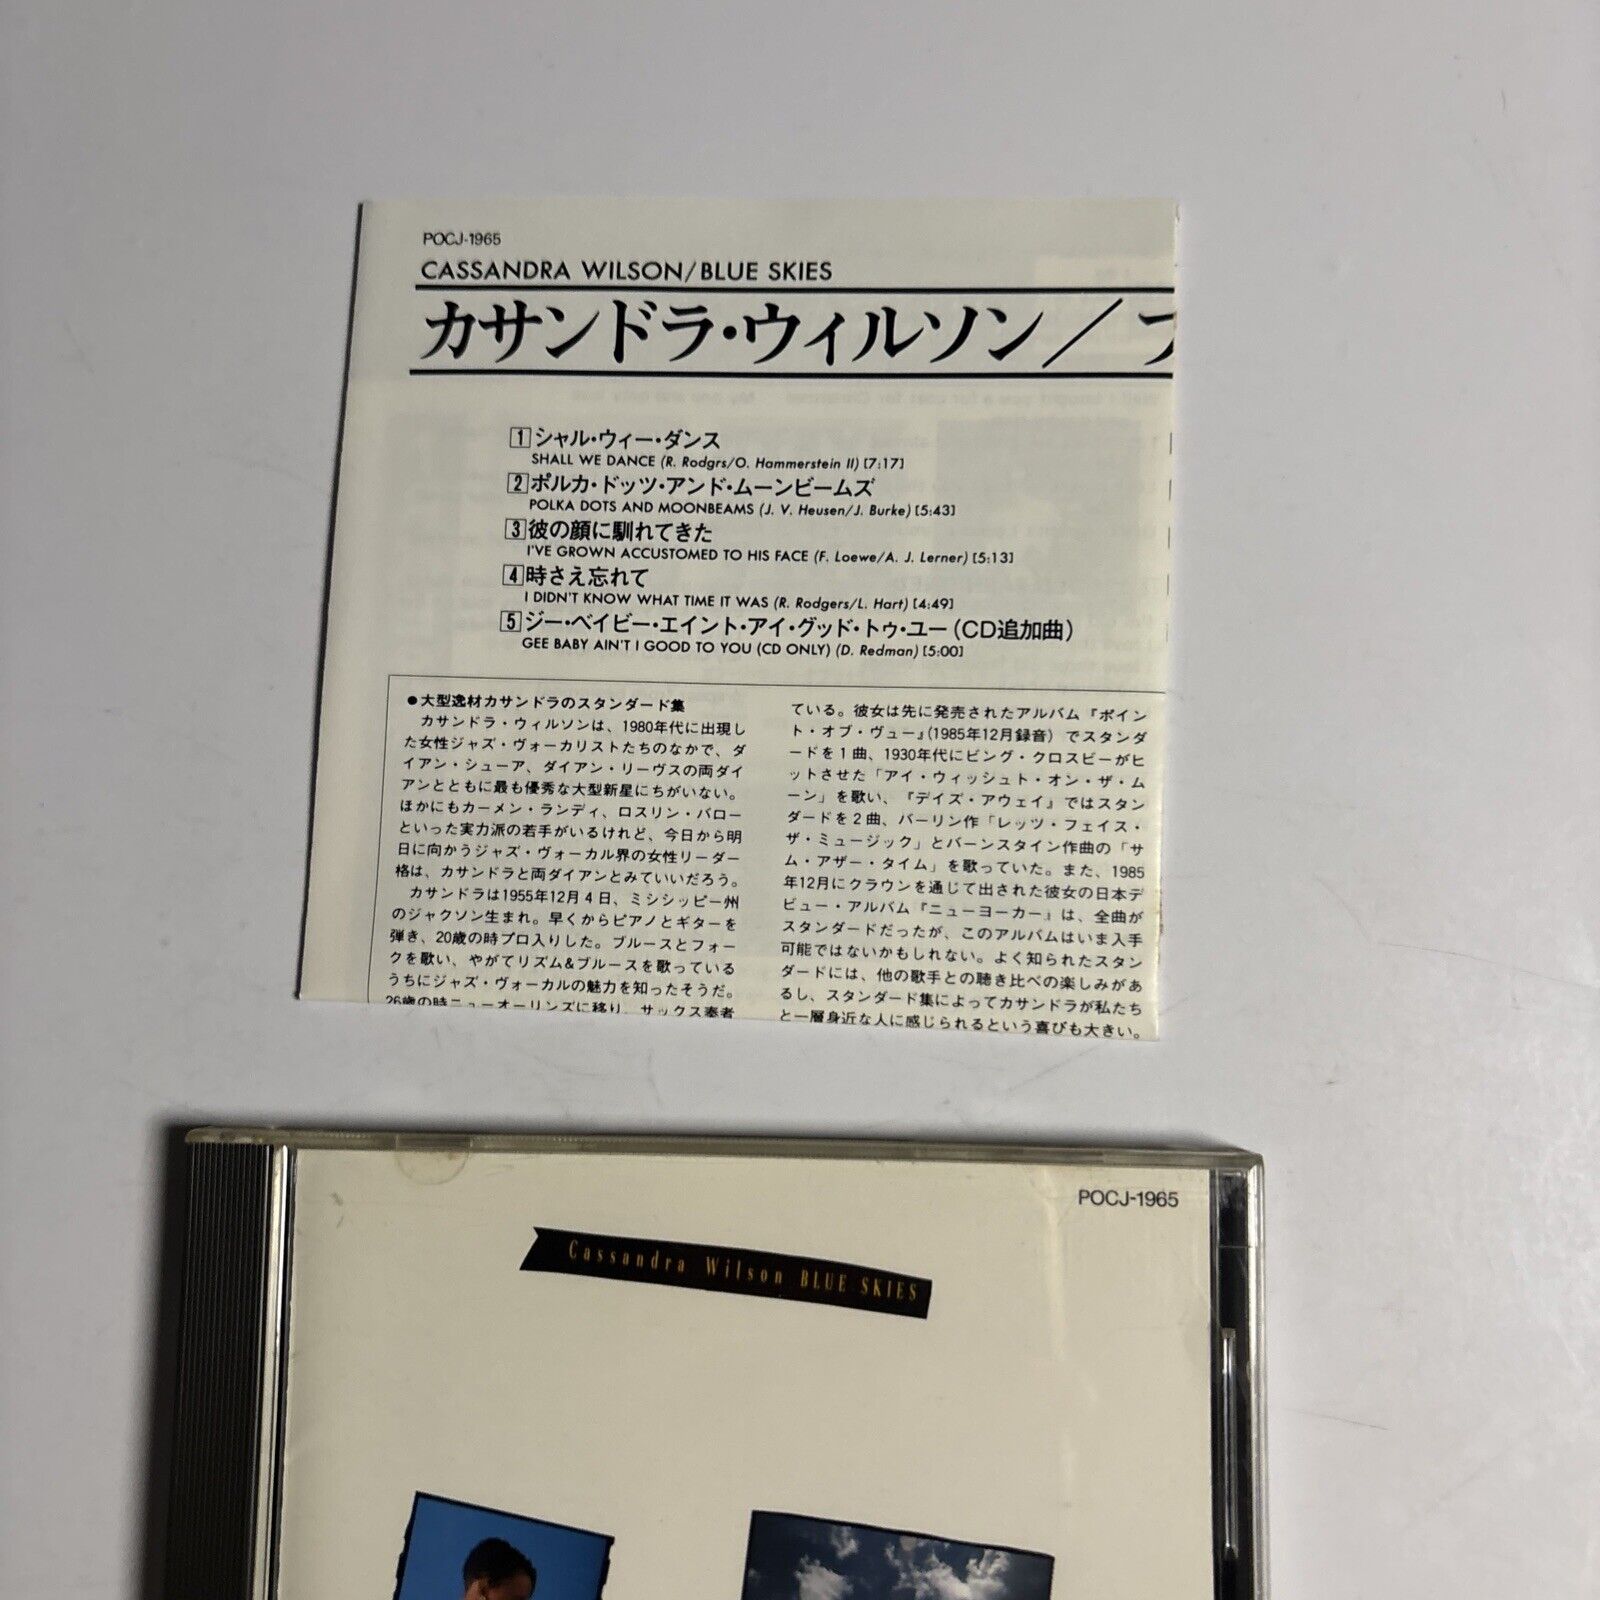 POCJ-1965
CASSANDRA WILSON/BLUE SKIES
カサンドラ・ウィルソン／ブ
1 シャル・ウィー・ダンス
SHALL WE DANCE (R. Rodgrs/O. Hammerstein II) [7:17]
2 ポルカ・ドッツ・アンド・ムーンビームズ
POLKA DOTS AND MOONBEAMS (J. V. Heusen/J. Burke) [5:43]
3 彼の顔に馴れてきた
I'VE GROWN ACCUSTOMED TO HIS FACE (F. Loewe/A. J. Lerner) [5:13]
4 時さえ忘れて
I DIDN'T KNOW WHAT TIME IT WAS (R. Rodgers/L. Hart) [4:49]
5 ジー・ベイビー・エイント・アイ・グッド・トゥ・ユー（CD追加曲）
GEE BABY AIN'T I GOOD TO YOU (CD ONLY) (D. Redman) [5:00]
●大型逸材カサンドラのスタンダード集
カサンドラ・ウィルソンは、1980年代に出現し
た女性ジャズ・ヴォーカリストたちのなかで、ダ
イアン・シューア、ダイアン・リーヴスの両ダイ
アンとともに最も優秀な大型新星にちがいない。
ほかにもカーメン・ランディ、ロスリン・バロー
といった実力派の若手がいるけれど、今日から明
日に向かうジャズ・ヴォーカル界の女性リーダー
格は、カサンドラと両ダイアンとみていいだろう。
カサンドラは1955年12月4日、ミシシッピー州
のジャクソン生まれ。早くからピアノとギターを
弾き、20歳の時プロ入りした。ブルースとフォー
クを歌い、やがてリズム&ブルースを歌っている
うちにジャズ・ヴォーカルの魅力を知ったそうだ。
26歳の時ニューオーリンズに移り、サックス奏者
ている。彼女は先に発売されたアルバム『ポイン
ト・オブ・ヴュー』(1985年12月録音）でスタンダ
ードを1曲、1930年代にビング・クロスビーがヒ
ットさせた「アイ・ウィッシュト・オン・ザ・ム
ーン」を歌い、『デイズ・アウェイ』ではスタン
ダードを2曲、バーリン作「レッツ・フェイス・
ザ・ミュージック」とバーンスタイン作曲の「サ
ム・アザー・タイム」を歌っていた。また、1985
年12月にクラウンを通じて出された彼女の日本デ
ビュー・アルバム『ニューヨーカー』は、全曲が
スタンダードだったが、このアルバムはいま入手
可能ではないかもしれない。よく知られたスタン
ダードには、他の歌手との聴き比べの楽しみがあ
るし、スタンダード集によってカサンドラが私たち
と一層身近な人に感じられるという喜びも大きい。
POCJ-1965
Cassandra Wilson BLUE SKIES